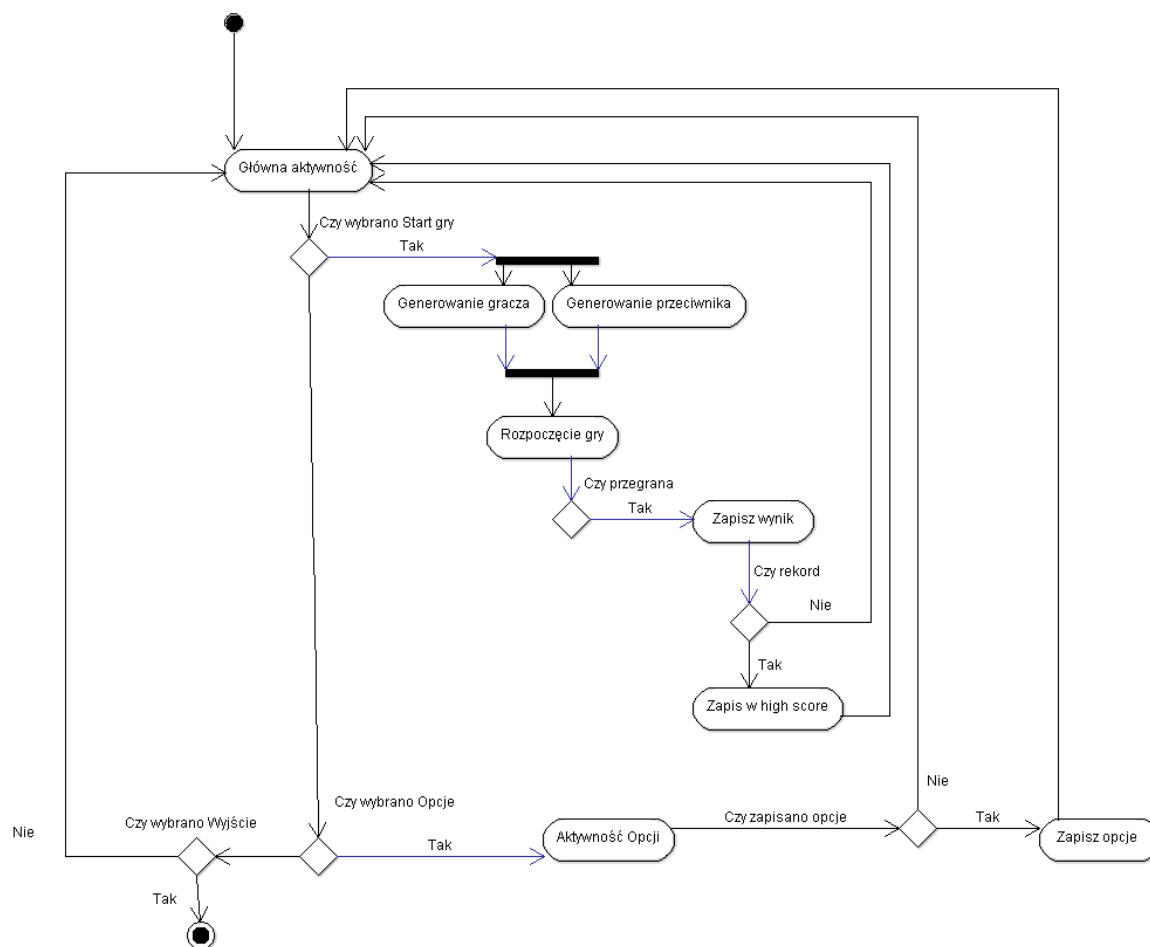 Główna aktywność
Czy wybrano Start gry
Tak
Generowanie gracza
Generowanie przeciwnika
Rozpoczęcie gry
Czy przegrana
Tak
Zapisz wynik
Czy rekord
Nie
Tak
Zapis w high score
Nie
Czy wybrano Opcje
Czy wybrano Wyjście
Nie
Czy zapisano opcje
Tak
Tak
Aktywność Opcji
Zapisz opcje
Tak